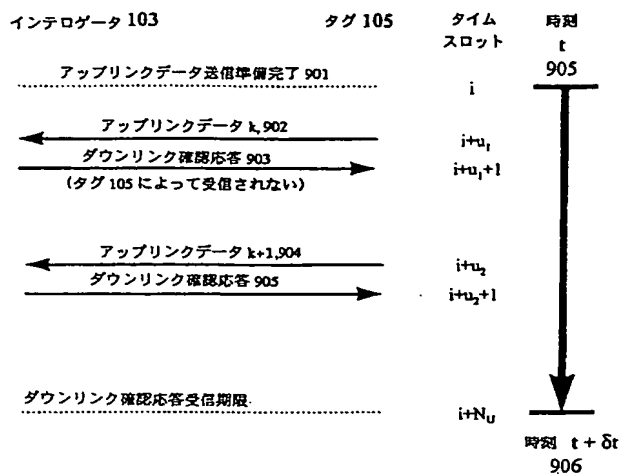 インテロゲータ 103 タグ 105 タイム 時刻
スロット t
905
アップリンクデータ送信準備完了 901 i
アップリンクデータ k, 902 i+u₁
ダウンリンク確認応答 903 i+u₁+1
(タグ 105 によって受信されない)
アップリンクデータ k+1,904 i+u₂
ダウンリンク確認応答 905 i+u₂+1
ダウンリンク確認応答受信期限 i+Nᵤ
時刻 t + δt
906